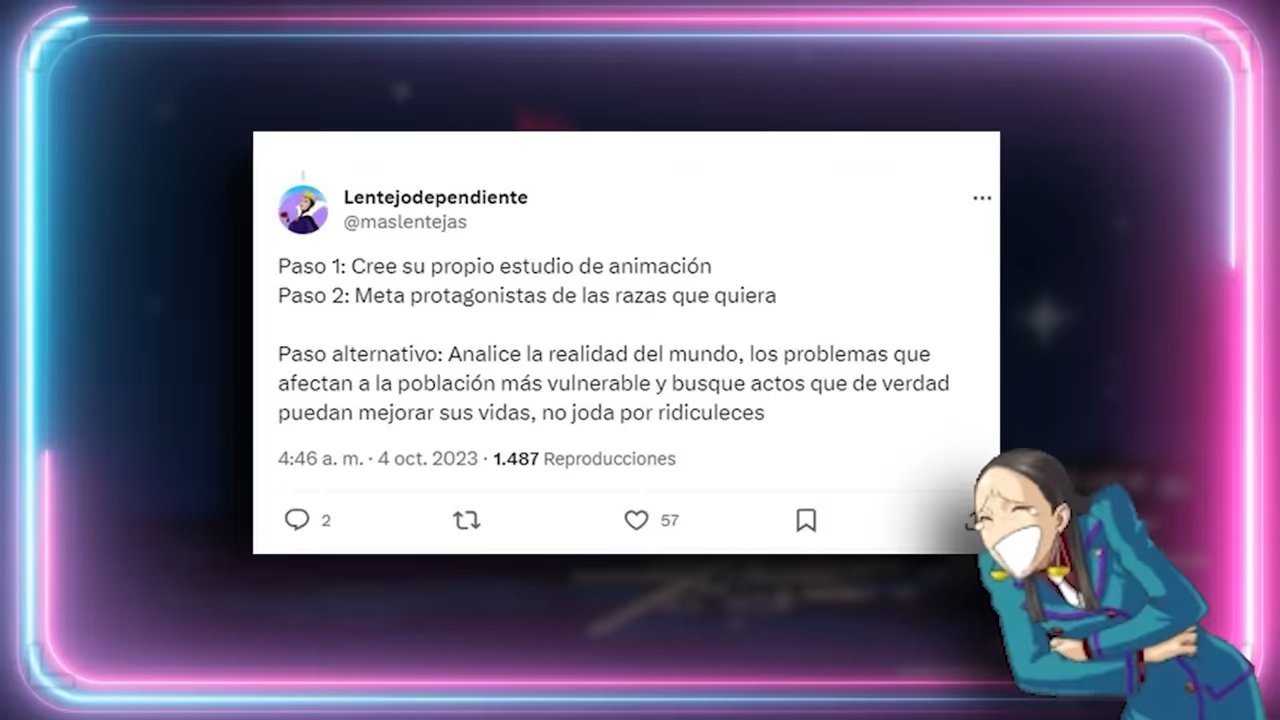 Lentejodependiente
@maslentejas
Paso 1: Cree su propio estudio de animación
Paso 2: Meta protagonistas de las razas que quiera
Paso alternativo: Analice la realidad del mundo, los problemas que
afectan a la población más vulnerable y busque actos que de verdad
puedan mejorar sus vidas, no joda por ridiculeces
4:46 a. m. · 4 oct. 2023 · 1.487 Reproducciones
2 57